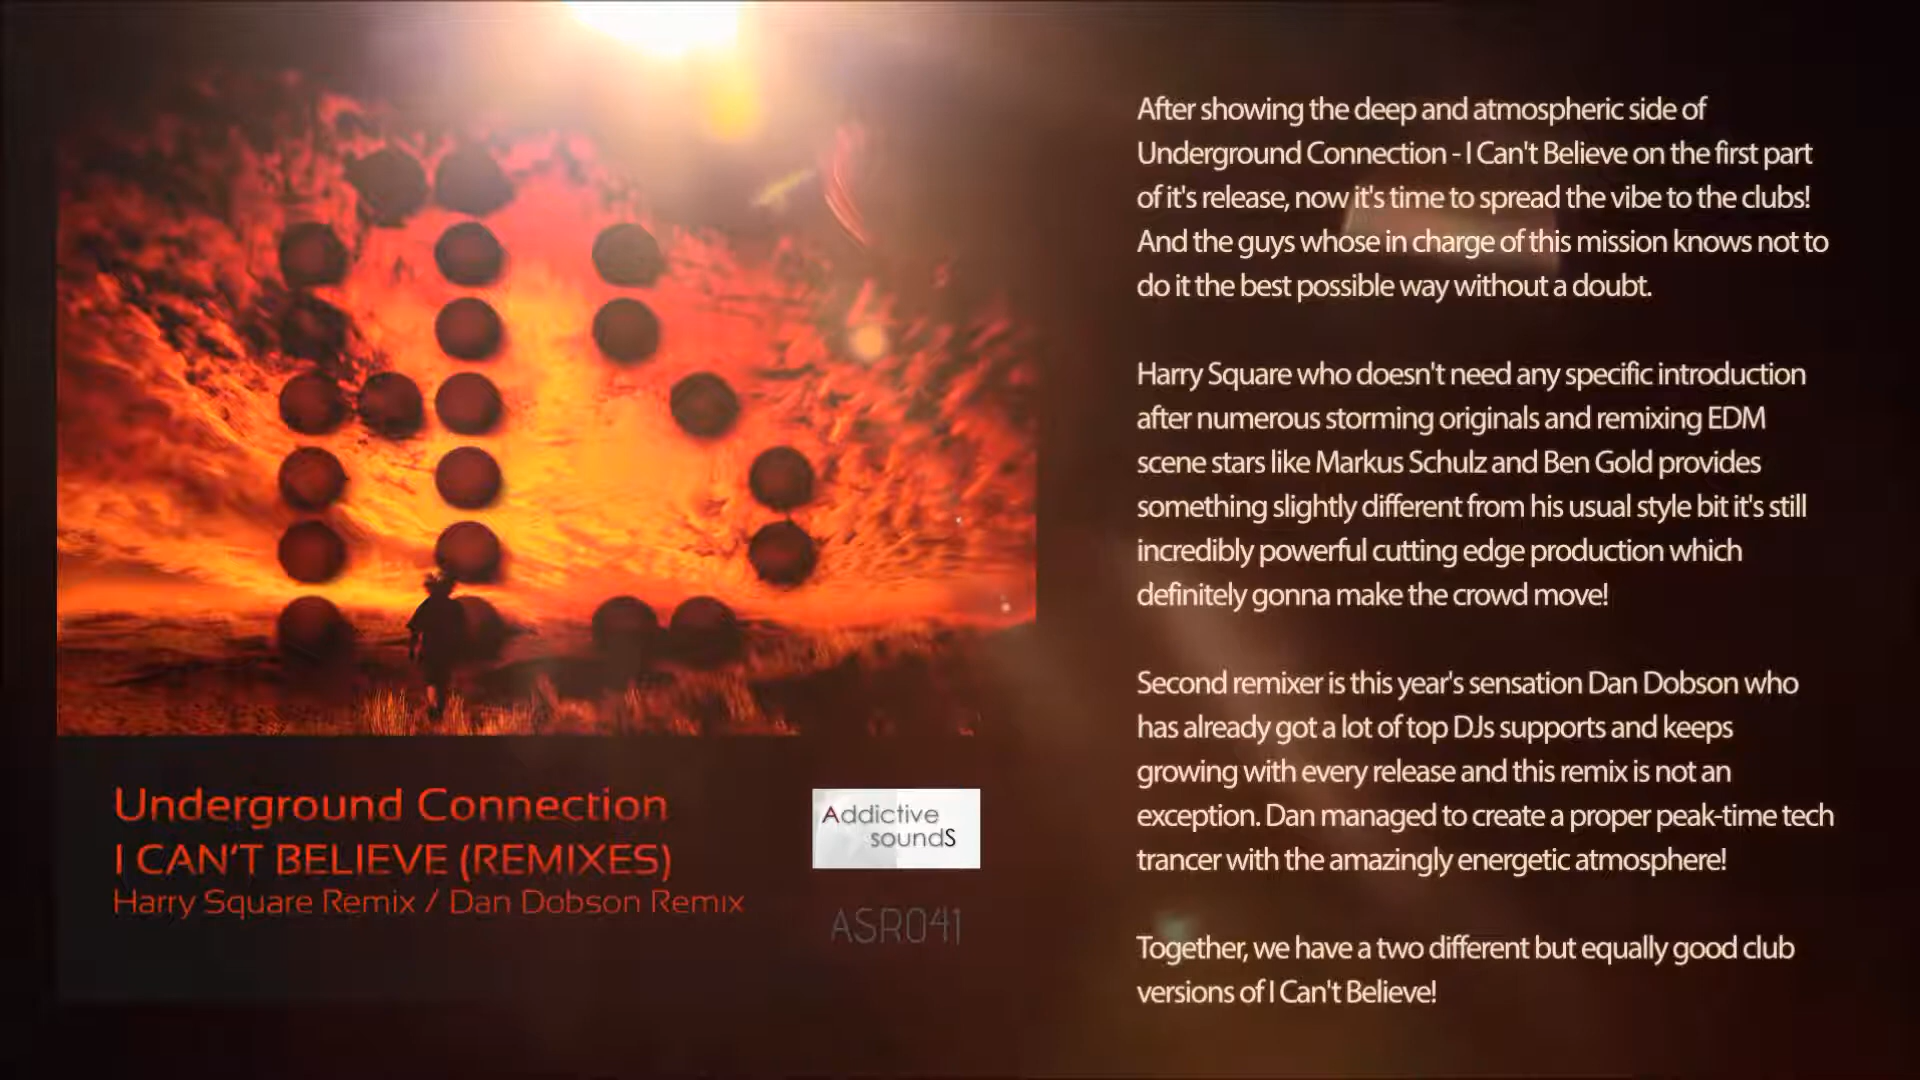 After showing the deep and atmospheric side of
Underground Connection - I Can't Believe on the first part
of it's release, now it's time to spread the vibe to the clubs!
And the guys whose in charge of this mission knows not to
do it the best possible way without a doubt.
Harry Square who doesn't need any specific introduction
after numerous storming originals and remixing EDM
scene stars like Markus Schulz and Ben Gold provides
something slightly different from his usual style bit it's still
incredibly powerful cutting edge production which
definitely gonna make the crowd move!
Second remixer is this year's sensation Dan Dobson who
has already got a lot of top DJs supports and keeps
growing with every release and this remix is not an
exception. Dan managed to create a proper peak-time tech
trancer with the amazingly energetic atmosphere!
Together, we have a two different but equally good club
versions of I Can't Believe!
Underground Connection
I CAN'T BELIEVE (REMIXES)
Harry Square Remix / Dan Dobson Remix
Addictive
soundS
ASR041